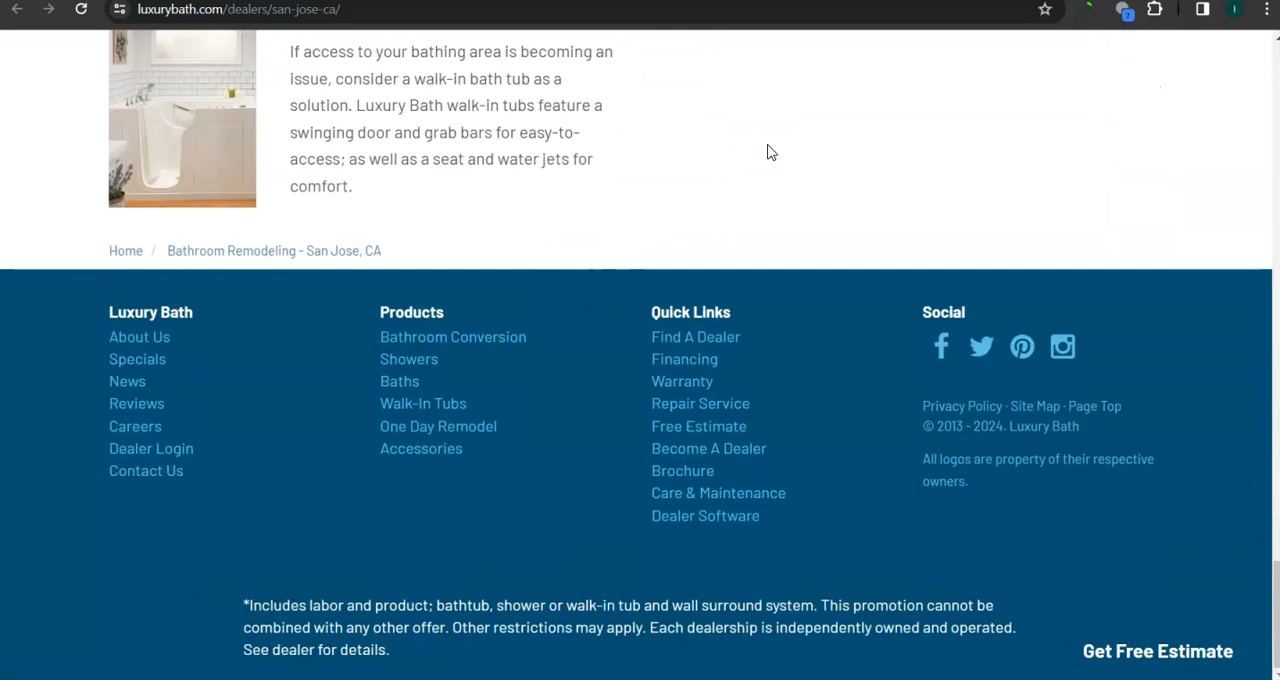 luxurybath.com/dealers/san-jose-ca/
If access to your bathing area is becoming an
issue, consider a walk-in bath tub as a
solution. Luxury Bath walk-in tubs feature a
swinging door and grab bars for easy-to-
access; as well as a seat and water jets for
comfort.
Home / Bathroom Remodeling - San Jose, CA
Luxury Bath
About Us
Specials
News
Reviews
Careers
Dealer Login
Contact Us
Products
Bathroom Conversion
Showers
Baths
Walk-In Tubs
One Day Remodel
Accessories
Quick Links
Find A Dealer
Financing
Warranty
Repair Service
Free Estimate
Become A Dealer
Brochure
Care & Maintenance
Dealer Software
Social
Privacy Policy · Site Map · Page Top
© 2013 - 2024. Luxury Bath
All logos are property of their respective
owners.
*Includes labor and product; bathtub, shower or walk-in tub and wall surround system. This promotion cannot be
combined with any other offer. Other restrictions may apply. Each dealership is independently owned and operated.
See dealer for details.
Get Free Estimate